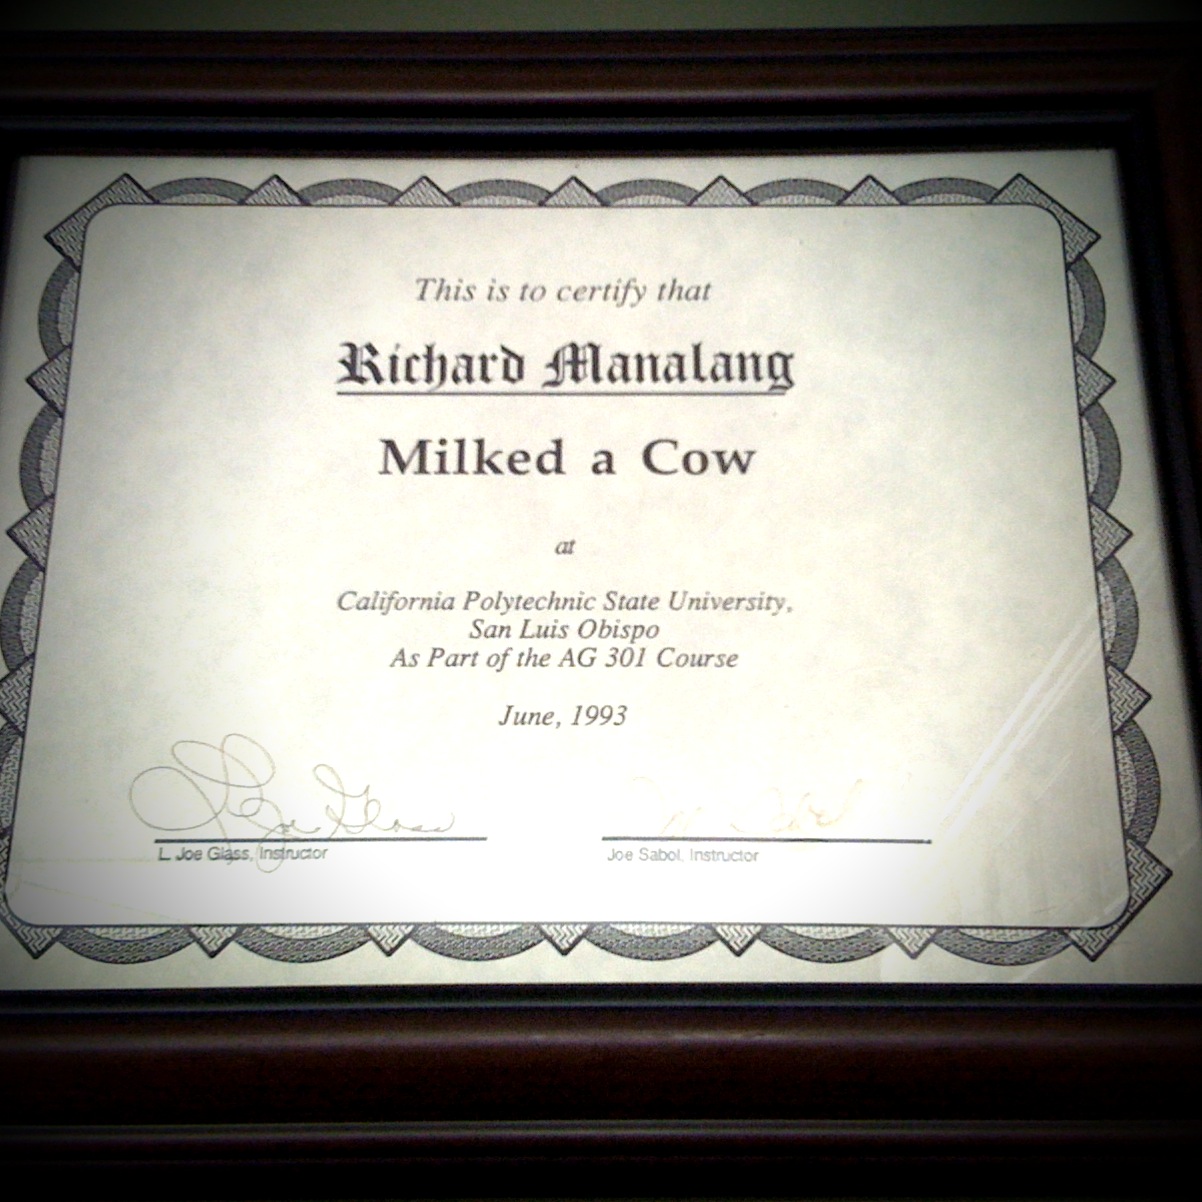 This is to certify that
Richard Manalang
Milked a Cow
at
California Polytechnic State University,
San Luis Obispo
As Part of the AG 301 Course
June, 1993
L. Joe Glass
L. Joe Glass, Instructor
Joe Sabol, Instructor